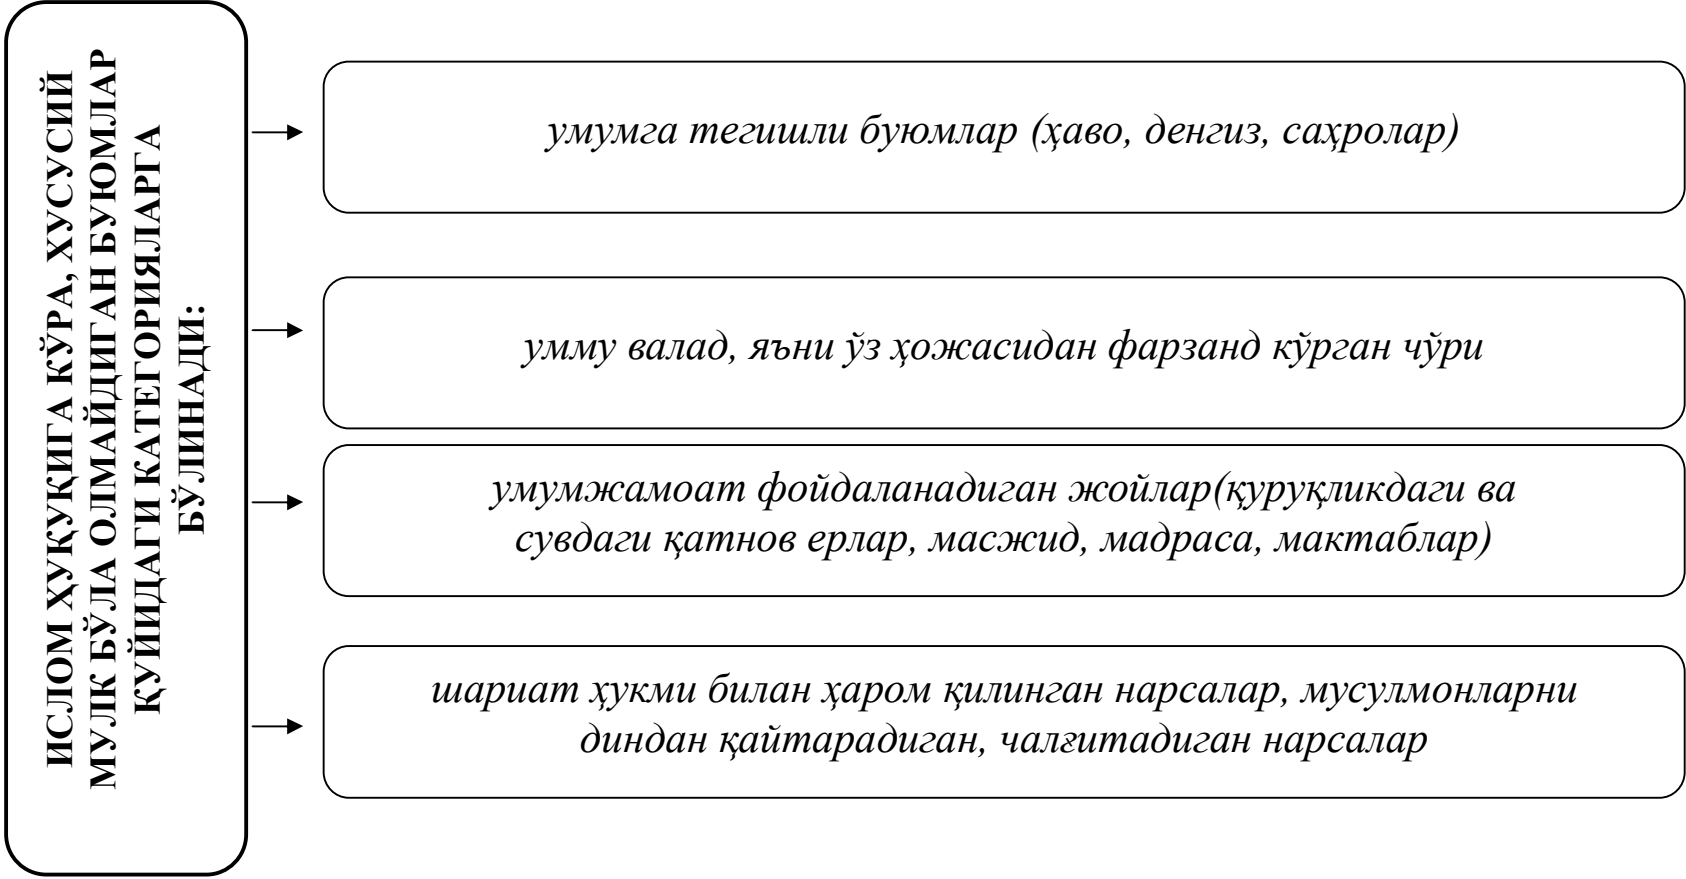 ИСЛОМ ҲУҚУҚИГА КЎРА, ХУСУСИЙ
МУЛК БЎЛА ОЛМАЙДИГАН БУЮМЛАР
ҚУЙИДАГИ КАТЕГОРИЯЛАРГА
БЎЛИНАДИ:
умумга тегишли буюмлар (ҳаво, денгиз, саҳролар)
умму валад, яъни ўз ҳожасидан фарзанд кўрган чўри
умумжамоат фойдаланадиган жойлар(қуруқликдаги ва
сувдаги қатнов ерлар, масжид, мадраса, мактаблар)
шариат ҳукми билан ҳаром қилинган нарсалар, мусулмонларни
диндан қайтарадиган, чалғитадиган нарсалар